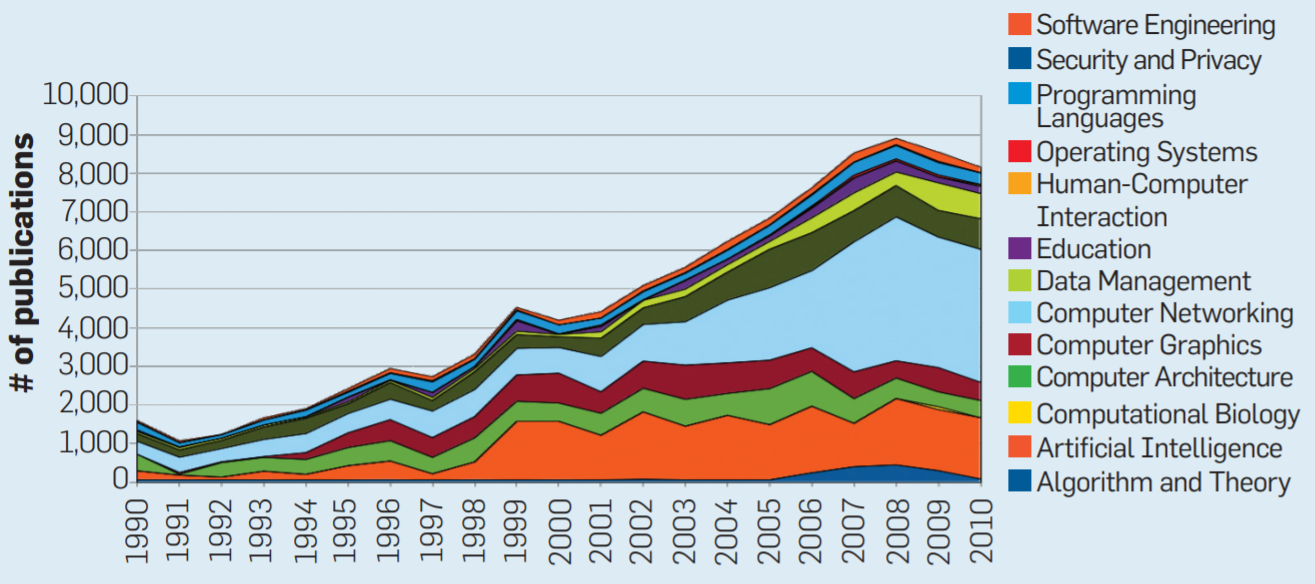 # of publications
10,000
9,000
8,000
7,000
6,000
5,000
4,000
3,000
2,000
1,000
0
1990
1991
1992
1993
1994
1995
1996
1997
1998
1999
2000
2001
2002
2003
2004
2005
2006
2007
2008
2009
2010
Software Engineering
Security and Privacy
Programming
Languages
Operating Systems
Human-Computer
Interaction
Education
Data Management
Computer Networking
Computer Graphics
Computer Architecture
Computational Biology
Artificial Intelligence
Algorithm and Theory